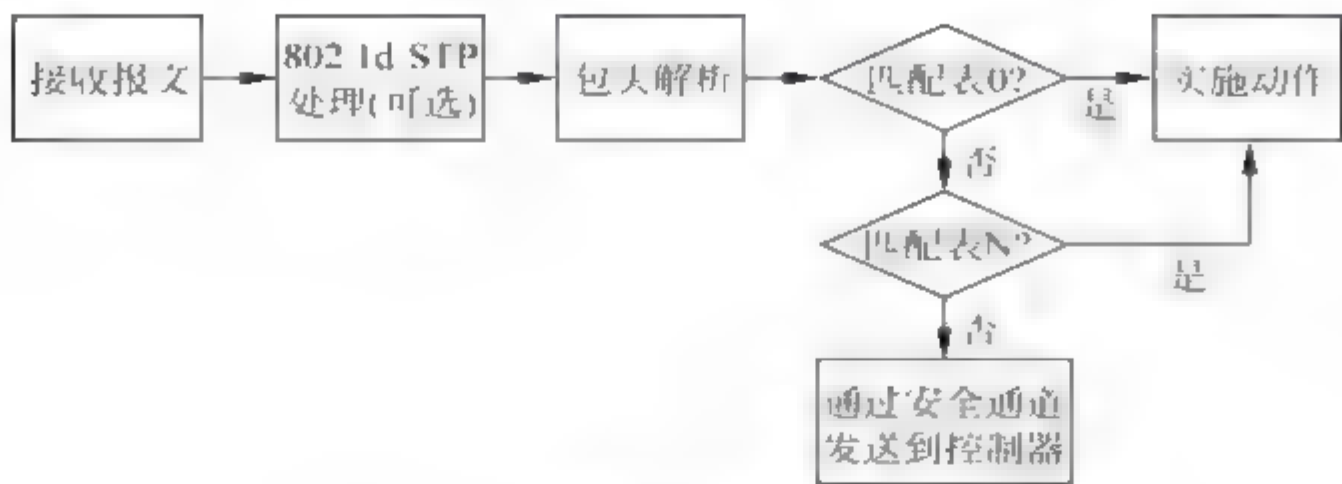 接收报文
802.1d STP
处理(可选)
包头解析
匹配表0?
是
实施动作
否
匹配表N?
是
否
通过安全通道
发送到控制器